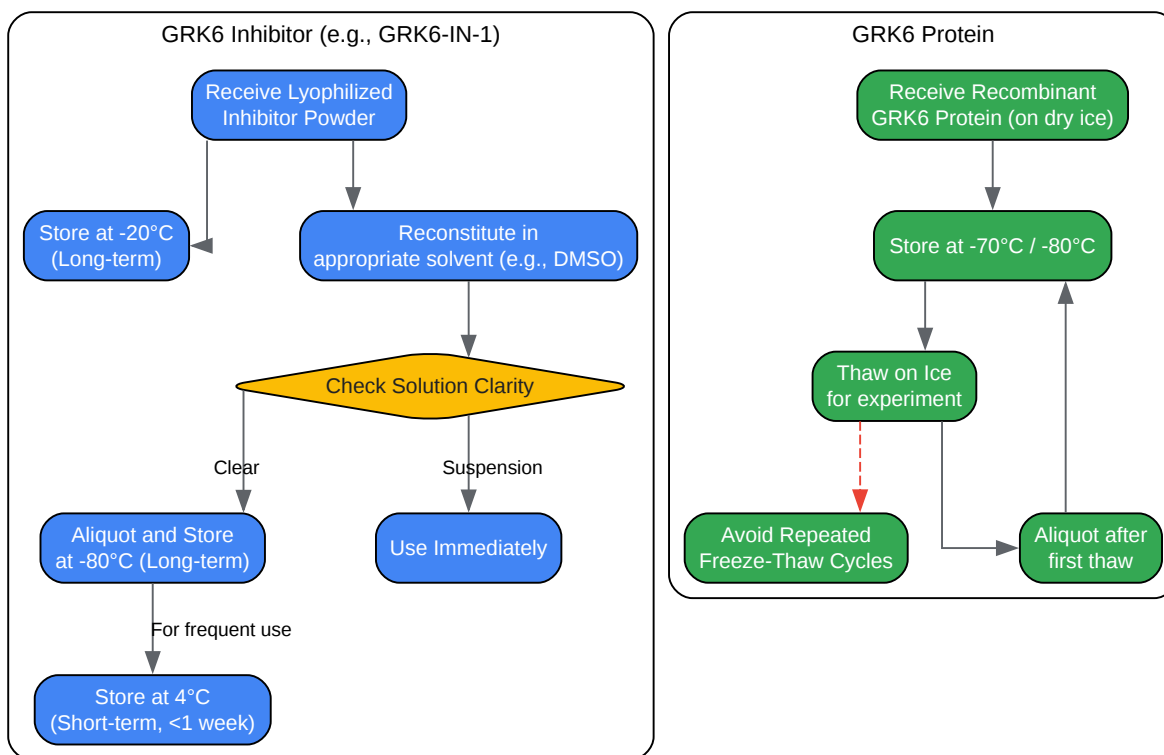 GRK6 Inhibitor (e.g., GRK6-IN-1)
Receive Lyophilized
Inhibitor Powder
Store at -20°C
(Long-term)
Reconstitute in
appropriate solvent (e.g., DMSO)
Check Solution Clarity
Clear
Suspension
Aliquot and Store
at -80°C (Long-term)
Use Immediately
For frequent use
Store at 4°C
(Short-term, <1 week)
GRK6 Protein
Receive Recombinant
GRK6 Protein (on dry ice)
Store at -70°C / -80°C
Thaw on Ice
for experiment
Avoid Repeated
Freeze-Thaw Cycles
Aliquot after
first thaw